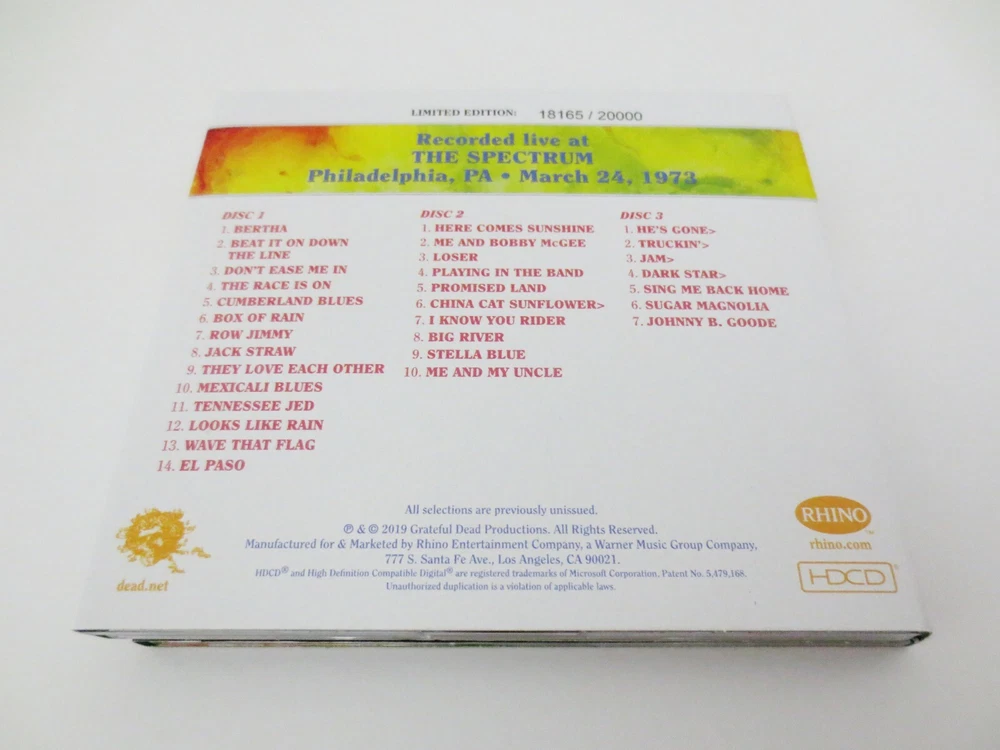 LIMITED EDITION: 18165 / 20000
Recorded live at
THE SPECTRUM
Philadelphia, PA • March 24, 1973
DISC 1
1. BERTHA
2. BEAT IT ON DOWN
THE LINE
3. DON'T EASE ME IN
4. THE RACE IS ON
5. CUMBERLAND BLUES
6. BOX OF RAIN
7. ROW JIMMY
8. JACK STRAW
9. THEY LOVE EACH OTHER
10. MEXICALI BLUES
11. TENNESSEE JED
12. LOOKS LIKE RAIN
13. WAVE THAT FLAG
14. EL PASO
DISC 2
1. HERE COMES SUNSHINE
2. ME AND BOBBY McGEE
3. LOSER
4. PLAYING IN THE BAND
5. PROMISED LAND
6. CHINA CAT SUNFLOWER>
7. I KNOW YOU RIDER
8. BIG RIVER
9. STELLA BLUE
10. ME AND MY UNCLE
DISC 3
1. HE'S GONE>
2. TRUCKIN'>
3. JAM>
4. DARK STAR>
5. SING ME BACK HOME
6. SUGAR MAGNOLIA
7. JOHNNY B. GOODE
All selections are previously unissued.
℗ & © 2019 Grateful Dead Productions. All Rights Reserved.
Manufactured for & Marketed by Rhino Entertainment Company, a Warner Music Group Company,
777 S. Santa Fe Ave., Los Angeles, CA 90021.
HDCD® and High Definition Compatible Digital® are registered trademarks of Microsoft Corporation, Patent No. 5,479,168.
Unauthorized duplication is a violation of applicable laws.
dead.net
RHINO™
rhino.com
HDCD®